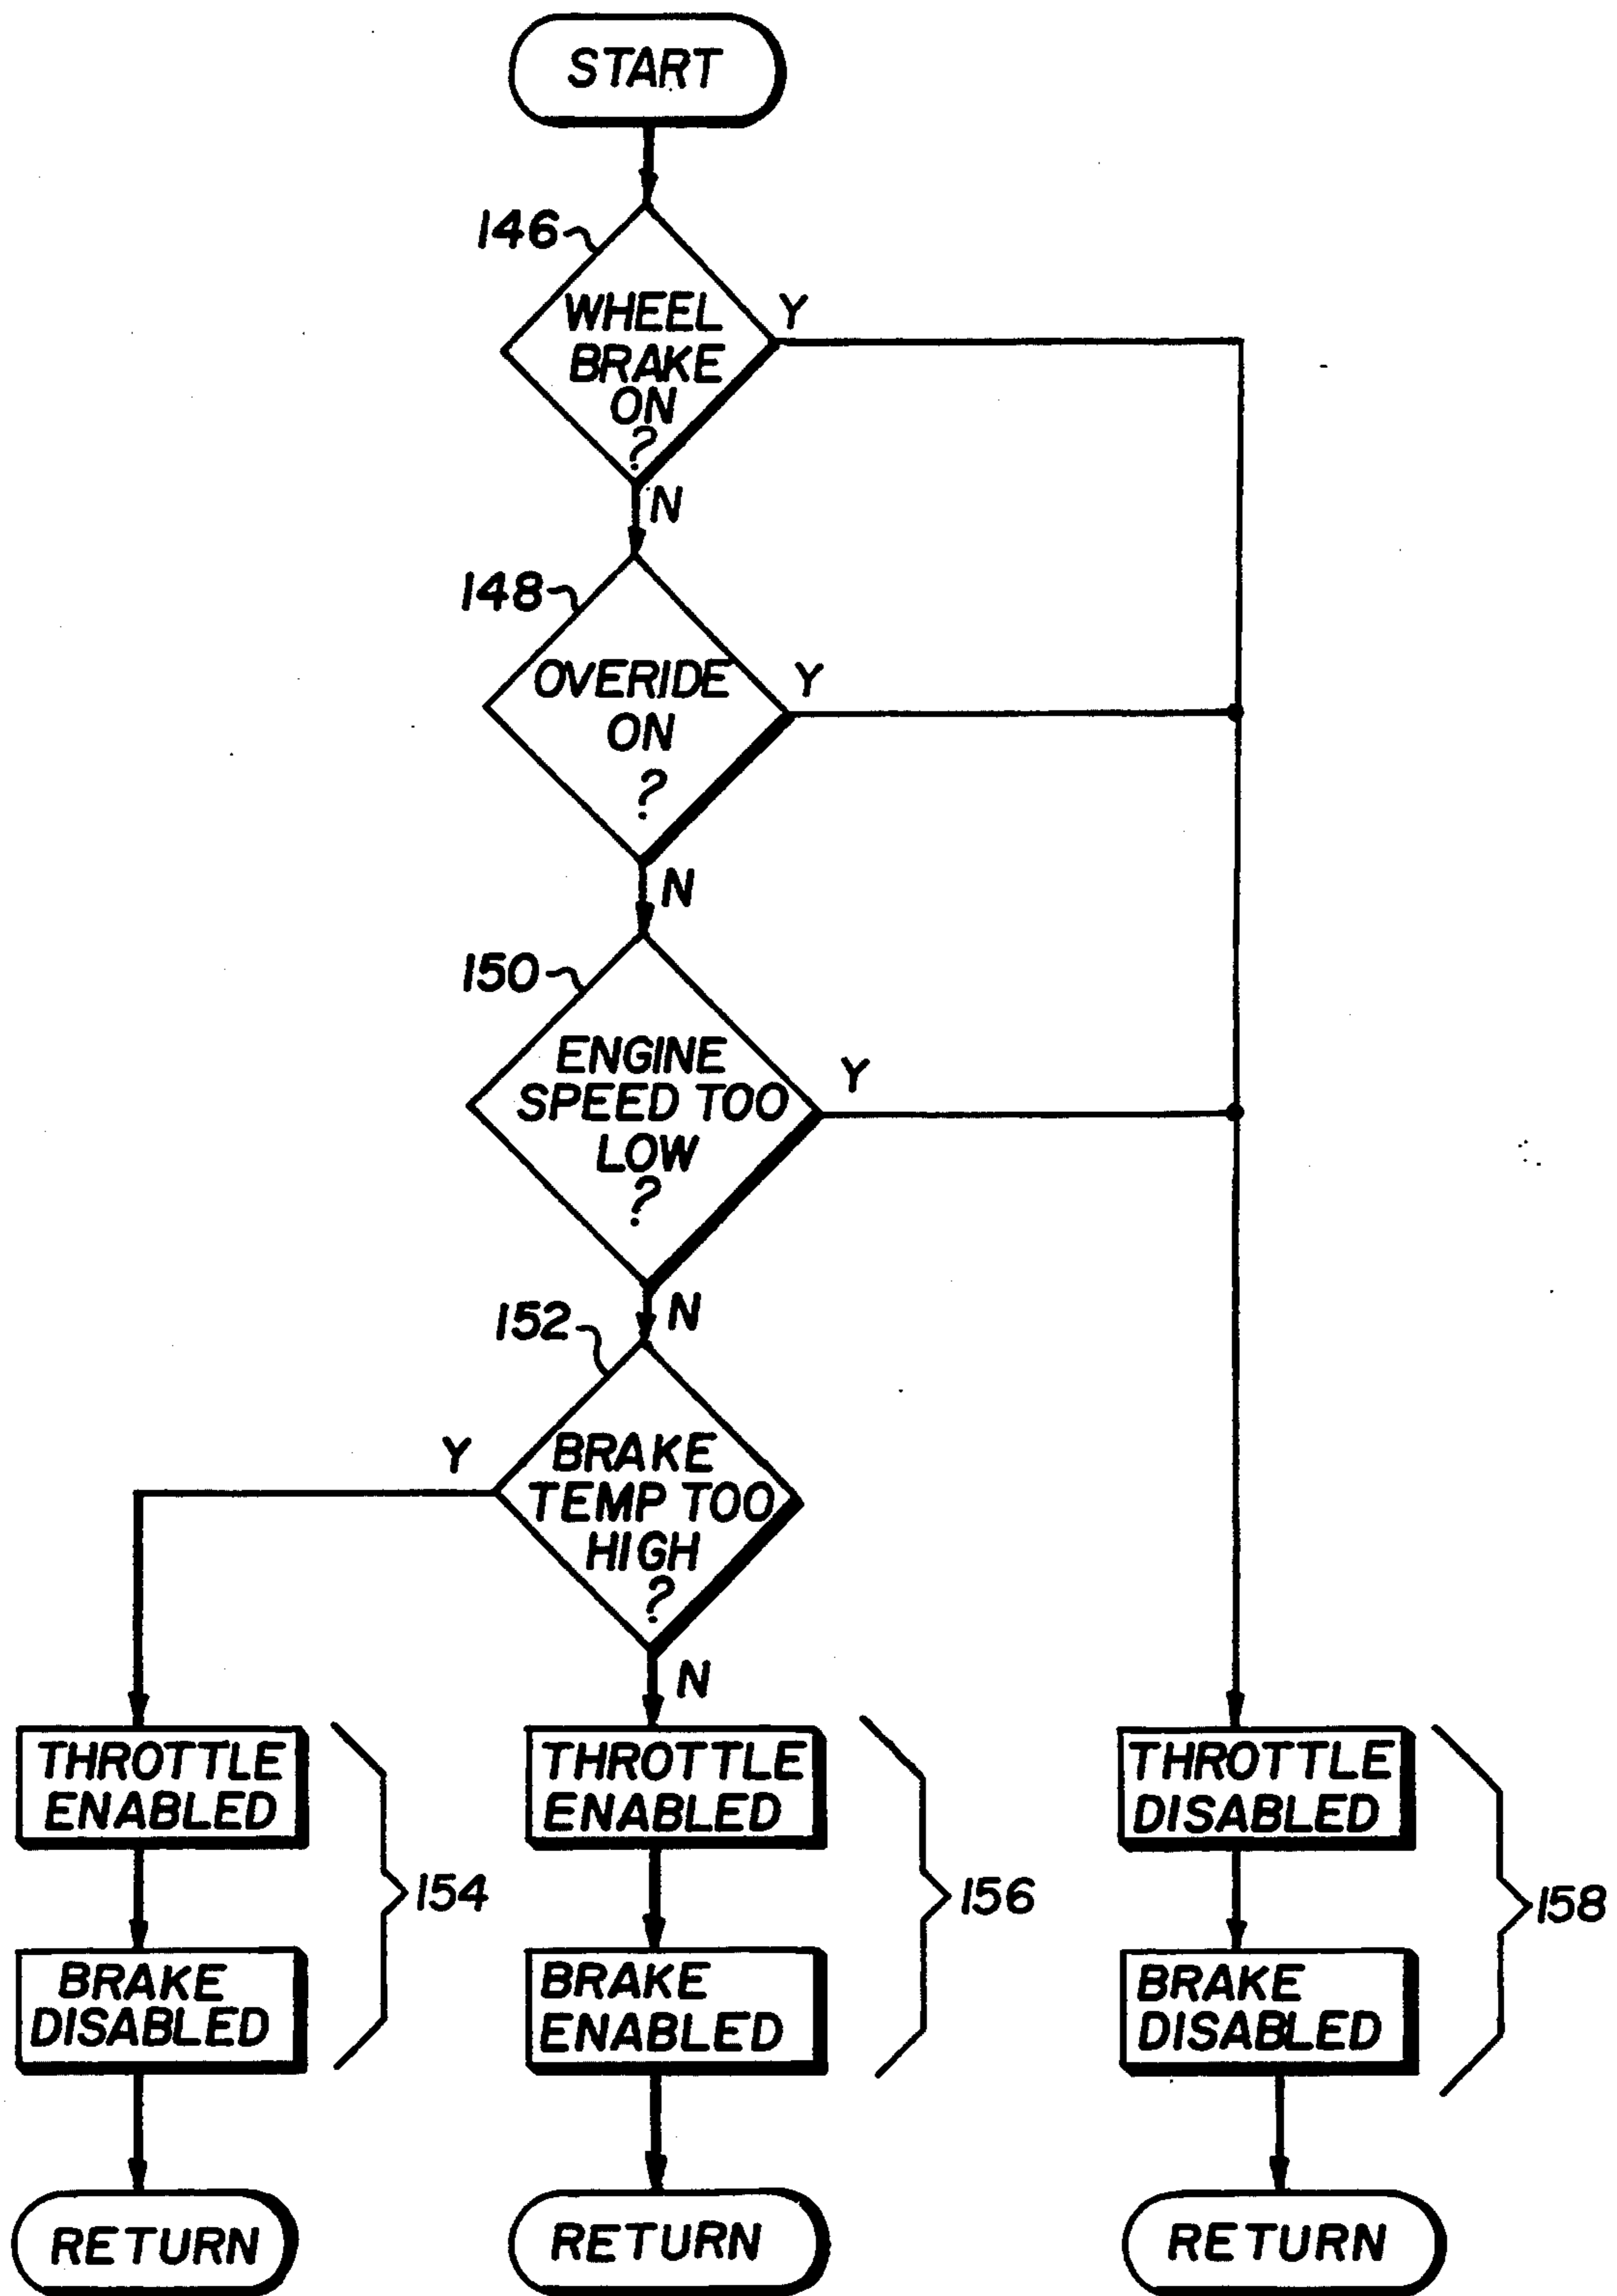 START
146
WHEEL
BRAKE
ON
?
Y
N
148
OVERIDE
ON
?
Y
N
150
ENGINE
SPEED TOO
LOW
?
Y
N
152
BRAKE
TEMP TOO
HIGH
?
Y
N
THROTTLE
ENABLED
BRAKE
DISABLED
154
RETURN
THROTTLE
ENABLED
BRAKE
ENABLED
156
RETURN
THROTTLE
DISABLED
BRAKE
DISABLED
158
RETURN